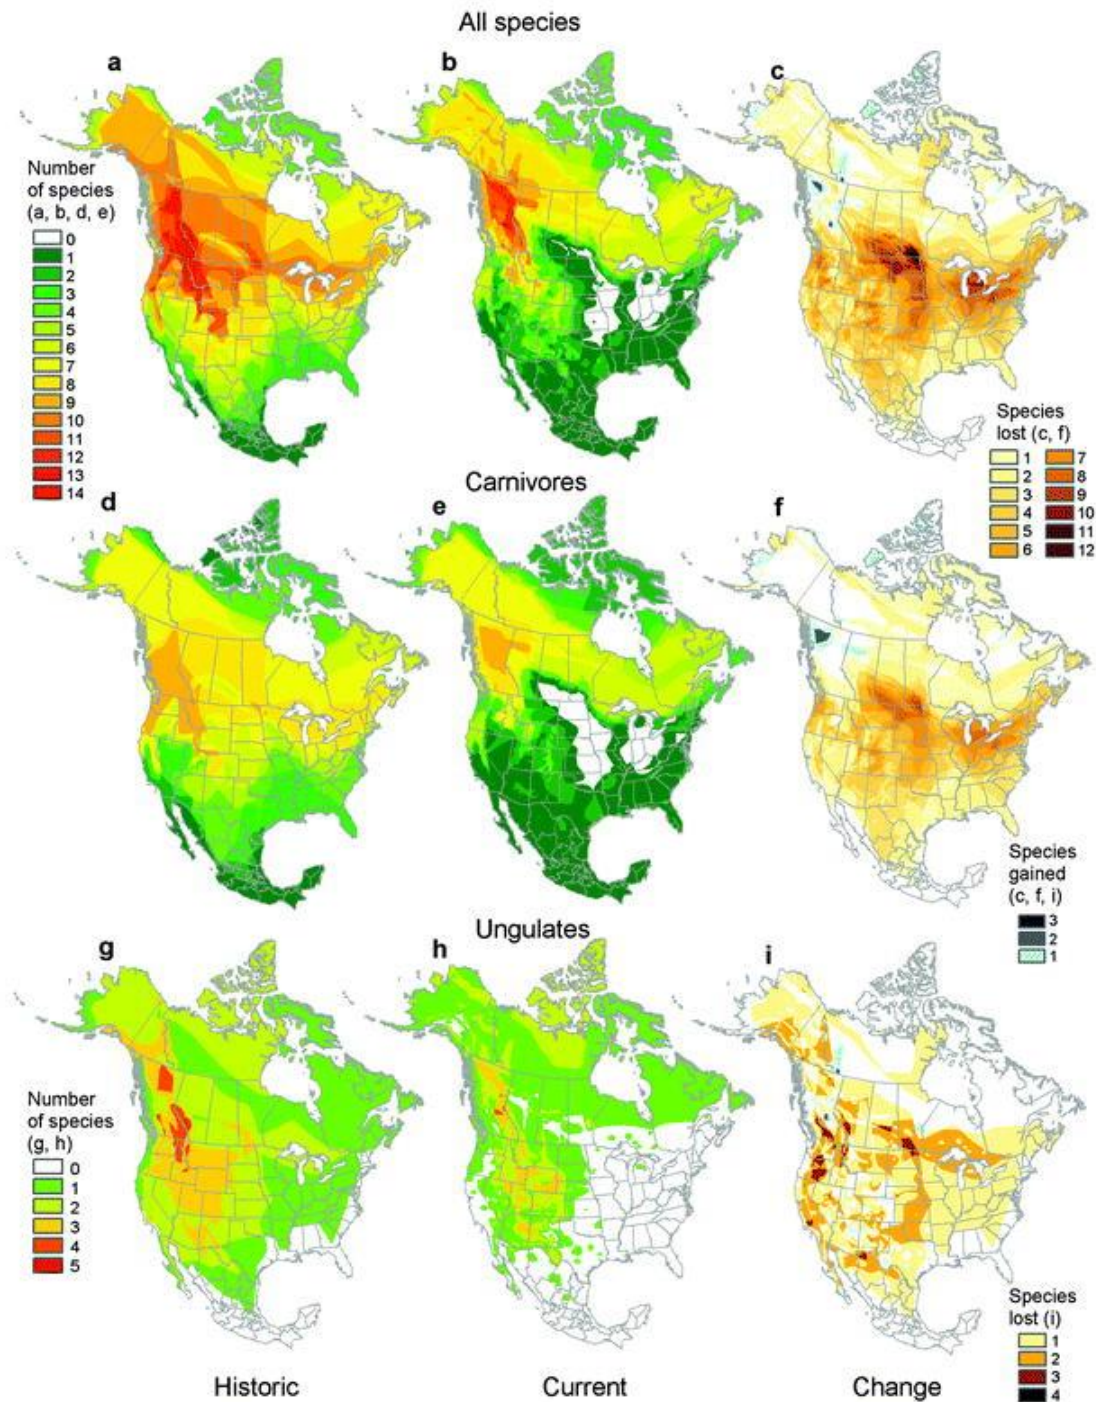 All species
a
b
c
Number
of species
(a, b, d, e)
0
1
2
3
4
5
6
7
8
9
10
11
12
13
14
Species
lost (c, f)
1 7
2 8
3 9
4 10
5 11
6 12
Carnivores
d
e
f
Species
gained
(c, f, i)
3
2
1
Ungulates
g
h
i
Number
of species
(g, h)
0
1
2
3
4
5
Species
lost (i)
1
2
3
4
Historic
Current
Change